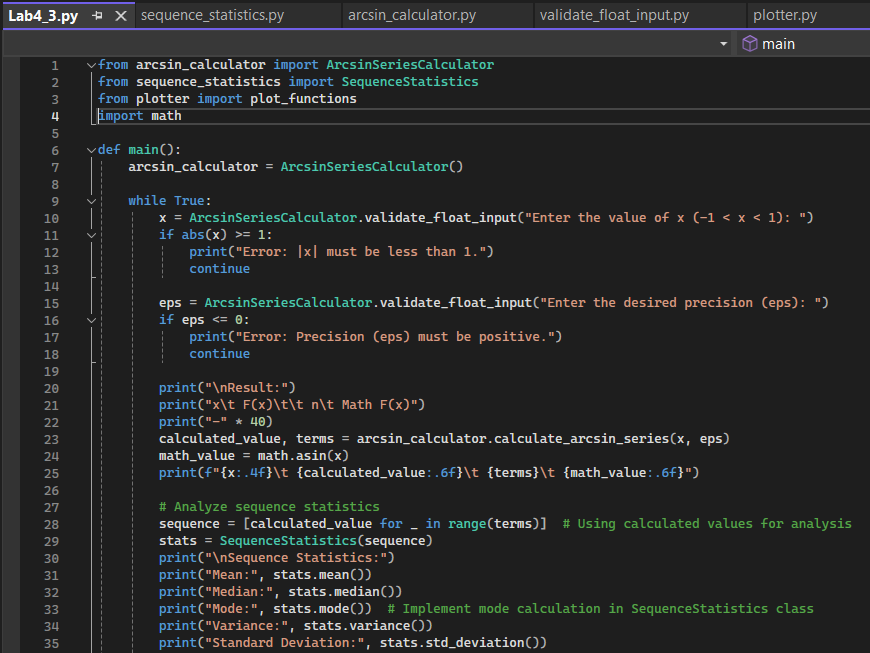 Lab4_3.py sequence_statistics.py arcsin_calculator.py validate_float_input.py plotter.py
main
1 from arcsin_calculator import ArcsinSeriesCalculator
2 from sequence_statistics import SequenceStatistics
3 from plotter import plot_functions
4 import math
5
6 def main():
7     arcsin_calculator = ArcsinSeriesCalculator()
8
9     while True:
10         x = ArcsinSeriesCalculator.validate_float_input("Enter the value of x (-1 < x < 1): ")
11         if abs(x) >= 1:
12             print("Error: |x| must be less than 1.")
13             continue
14
15         eps = ArcsinSeriesCalculator.validate_float_input("Enter the desired precision (eps): ")
16         if eps <= 0:
17             print("Error: Precision (eps) must be positive.")
18             continue
19
20         print("\nResult:")
21         print("x\t F(x)\t\t n\t Math F(x)")
22         print("-" * 40)
23         calculated_value, terms = arcsin_calculator.calculate_arcsin_series(x, eps)
24         math_value = math.asin(x)
25         print(f"{x:.4f}\t {calculated_value:.6f}\t {terms}\t {math_value:.6f}")
26
27         # Analyze sequence statistics
28         sequence = [calculated_value for _ in range(terms)]  # Using calculated values for analysis
29         stats = SequenceStatistics(sequence)
30         print("\nSequence Statistics:")
31         print("Mean:", stats.mean())
32         print("Median:", stats.median())
33         print("Mode:", stats.mode())  # Implement mode calculation in SequenceStatistics class
34         print("Variance:", stats.variance())
35         print("Standard Deviation:", stats.std_deviation())